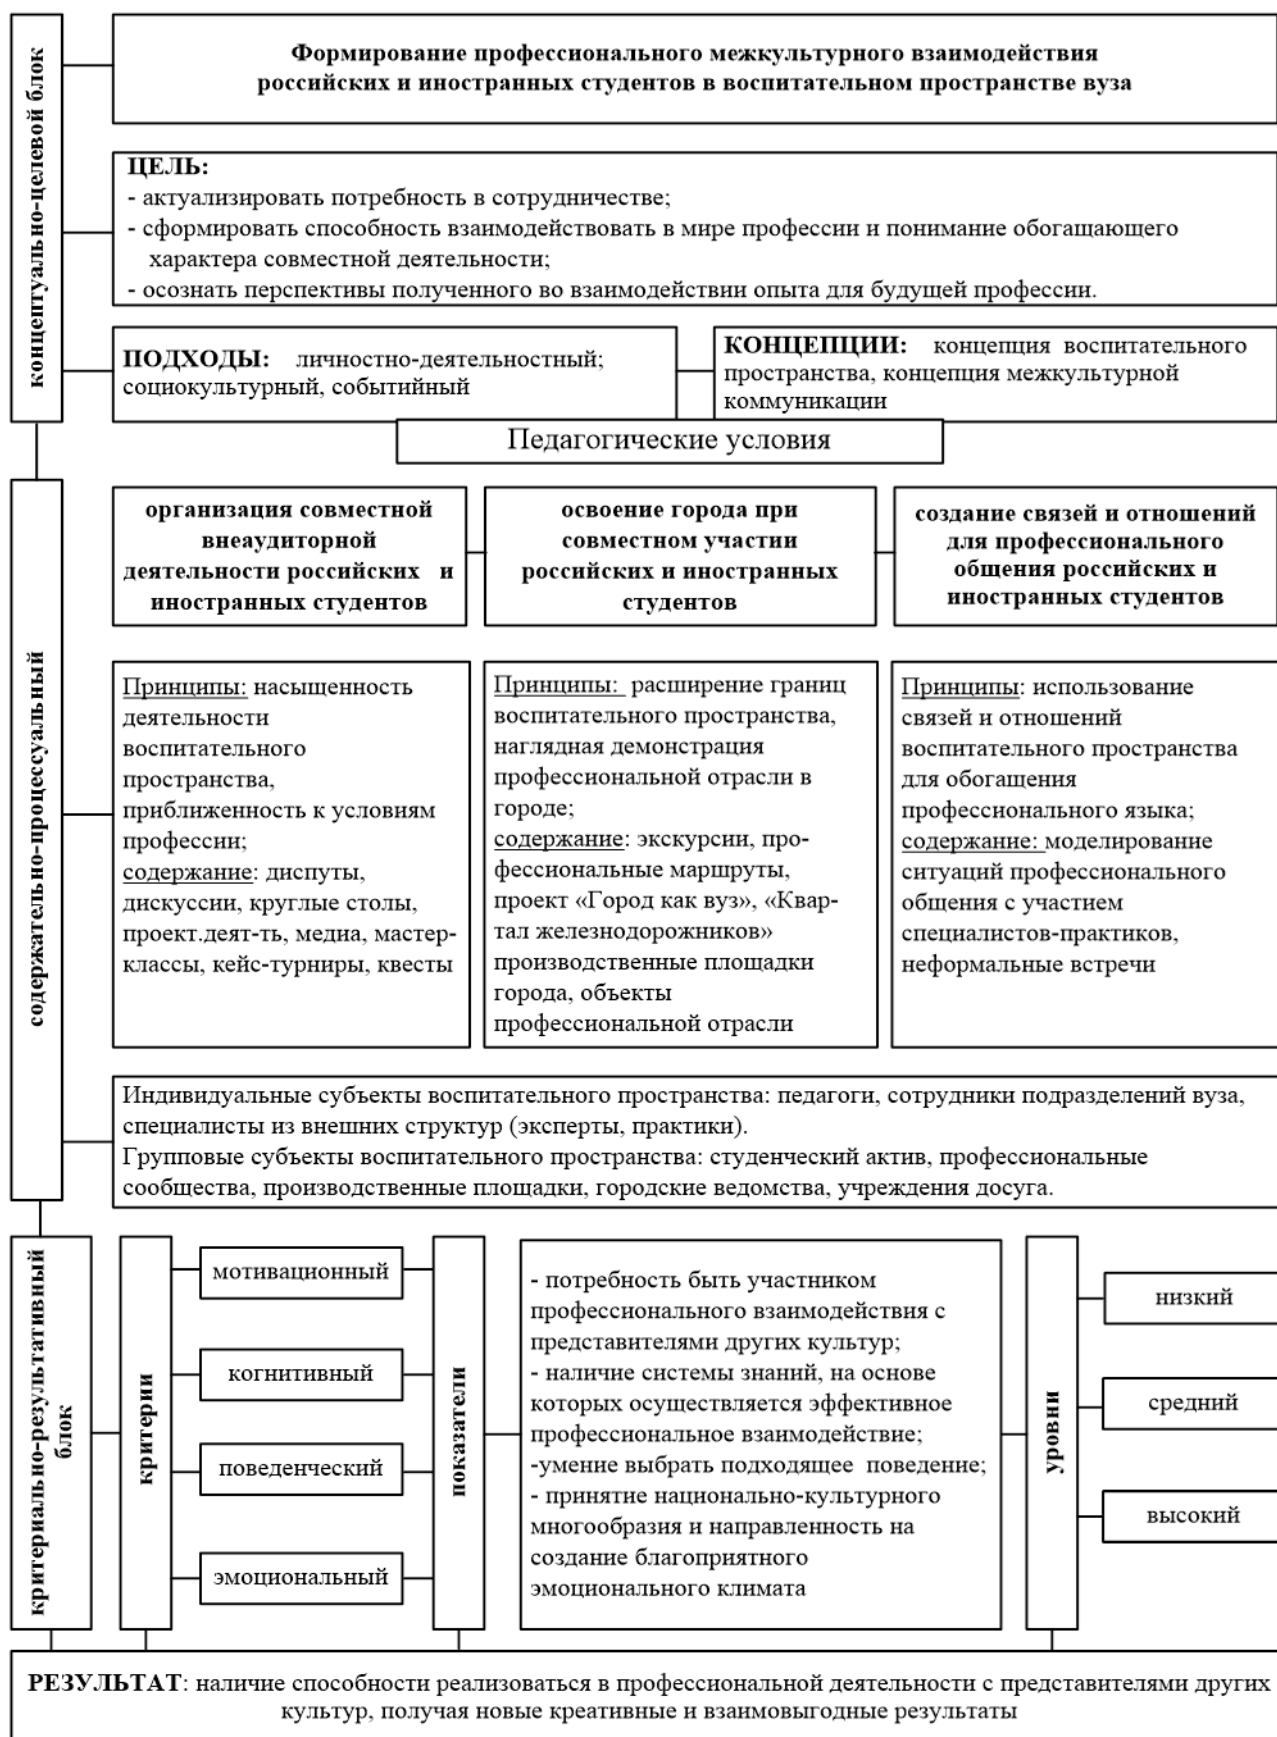 концептуально-целевой блок
Формирование профессионального межкультурного взаимодействия
российских и иностранных студентов в воспитательном пространстве вуза
ЦЕЛЬ:
- актуализировать потребность в сотрудничестве;
- сформировать способность взаимодействовать в мире профессии и понимание обогащающего
характера совместной деятельности;
- осознать перспективы полученного во взаимодействии опыта для будущей профессии.
ПОДХОДЫ: личностно-деятельностный;
социокультурный, событийный
КОНЦЕПЦИИ: концепция воспитательного
пространства, концепция межкультурной
коммуникации
Педагогические условия
содержательно-процессуальный
организация совместной
внеаудиторной
деятельности российских и
иностранных студентов
освоение города при
совместном участии
российских и иностранных
студентов
создание связей и отношений
для профессионального
общения российских и
иностранных студентов
Принципы: насыщенность
деятельности
воспитательного
пространства,
приближенность к условиям
профессии;
содержание: диспуты,
дискуссии, круглые столы,
проект.деят-ть, медиа, мастер-
классы, кейс-турниры, квесты
Принципы: расширение границ
воспитательного пространства,
наглядная демонстрация
профессиональной отрасли в
городе;
содержание: экскурсии, про-
фессиональные маршруты,
проект «Город как вуз», «Квар-
тал железнодорожников»
производственные площадки
города, объекты
профессиональной отрасли
Принципы: использование
связей и отношений
воспитательного пространства
для обогащения
профессионального языка;
содержание: моделирование
ситуаций профессионального
общения с участием
специалистов-практиков,
неформальные встречи
Индивидуальные субъекты воспитательного пространства: педагоги, сотрудники подразделений вуза,
специалисты из внешних структур (эксперты, практики).
Групповые субъекты воспитательного пространства: студенческий актив, профессиональные
сообщества, производственные площадки, городские ведомства, учреждения досуга.
критериально-результативный
блок
критерии
мотивационный
когнитивный
поведенческий
эмоциональный
показатели
- потребность быть участником
профессионального взаимодействия с
представителями других культур;
- наличие системы знаний, на основе
которых осуществляется эффективное
профессиональное взаимодействие;
-умение выбрать подходящее поведение;
- принятие национально-культурного
многообразия и направленность на
создание благоприятного
эмоционального климата
уровни
низкий
средний
высокий
РЕЗУЛЬТАТ: наличие способности реализоваться в профессиональной деятельности с представителями других
культур, получая новые креативные и взаимовыгодные результаты